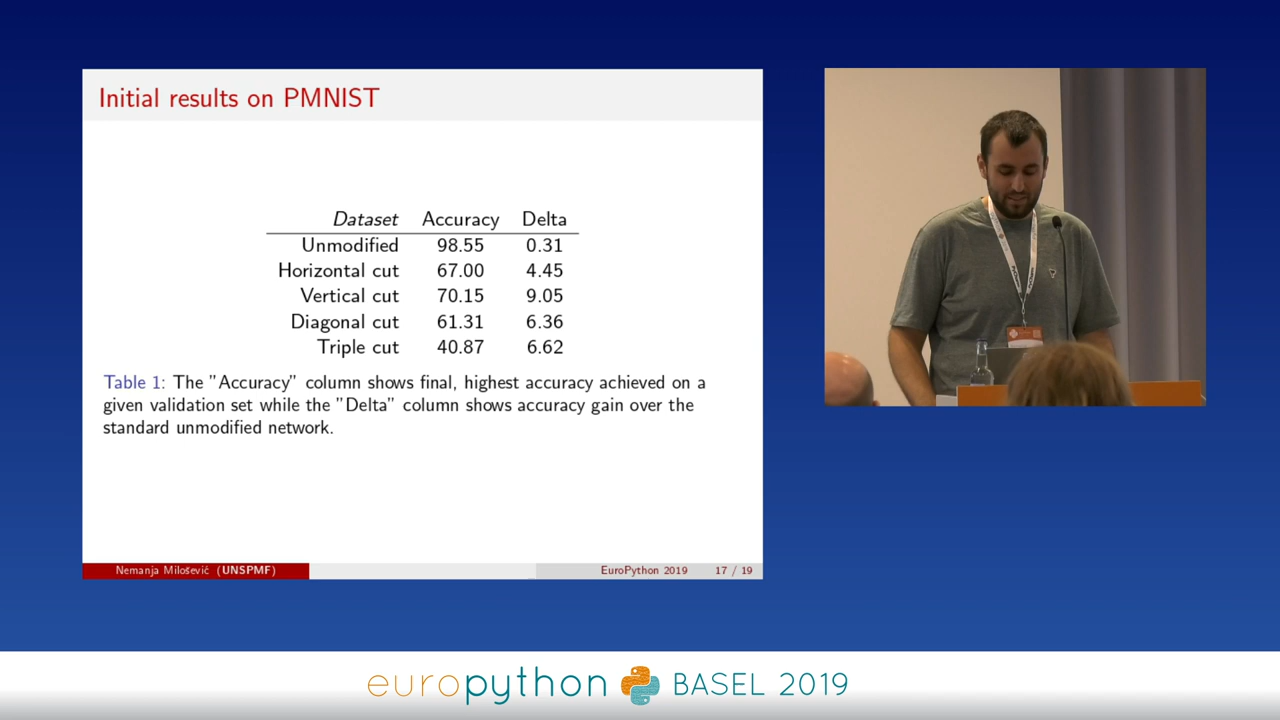 Initial results on PMNIST
Dataset Accuracy Delta
Unmodified 98.55 0.31
Horizontal cut 67.00 4.45
Vertical cut 70.15 9.05
Diagonal cut 61.31 6.36
Triple cut 40.87 6.62
Table 1: The "Accuracy" column shows final, highest accuracy achieved on a
given validation set while the "Delta" column shows accuracy gain over the
standard unmodified network.
Nemanja Milošević (UNSPMF) EuroPython 2019 17 / 19
europython BASEL 2019